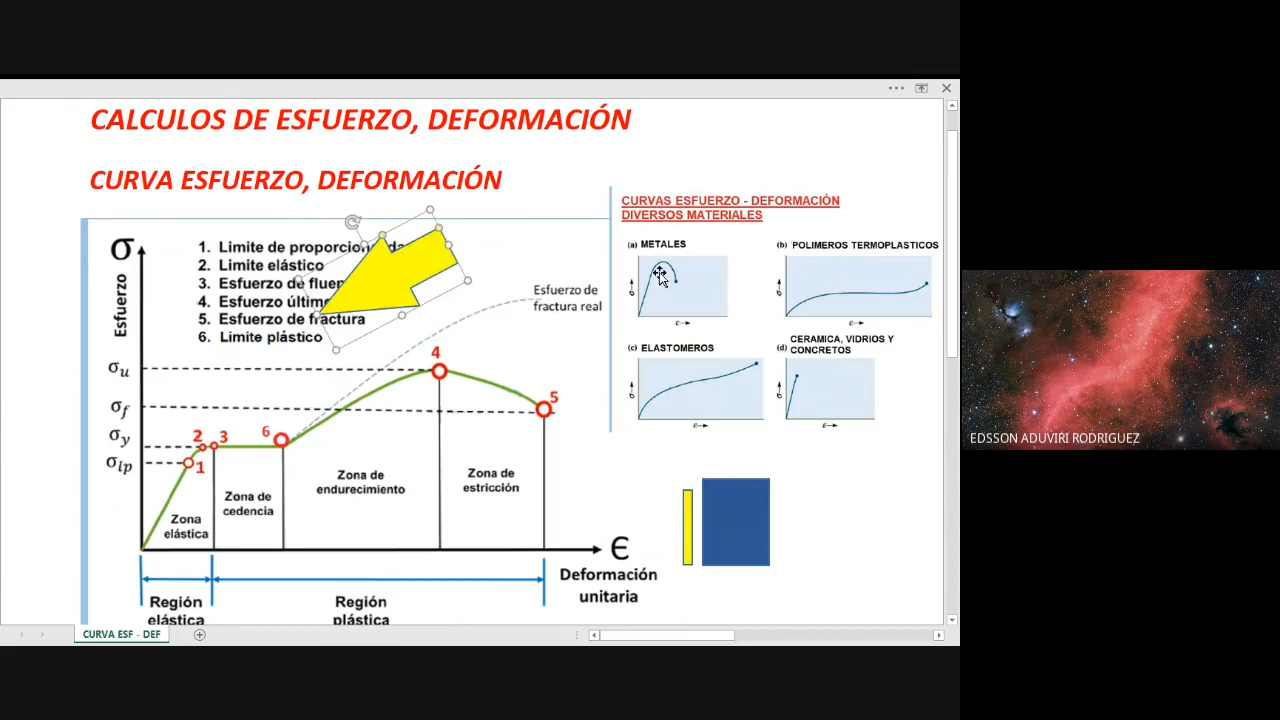 CALCULOS DE ESFUERZO, DEFORMACIÓN
CURVA ESFUERZO, DEFORMACIÓN
σ
Esfuerzo
1. Limite de
2. Limite elástico
3. Esfuerzo de
4. Esfuerzo
5. Esfuerzo de fractura
6. Limite plástico
Esfuerzo de
fractura real
σu
σf
σy
σlp
1
2
3
6
4
5
Zona
elástica
Zona de
cedencia
Zona de
endurecimiento
Zona de
estricción
ϵ
Deformación
unitaria
Región
elástica
Región
plástica
CURVAS ESFUERZO - DEFORMACIÓN
DIVERSOS MATERIALES
(a) METALES
σ
ε
(b) POLIMEROS TERMOPLASTICOS
σ
ε
(c) ELASTOMEROS
σ
ε
(d) CERAMICA, VIDRIOS Y
CONCRETOS
σ
ε
CURVA ESF - DEF
EDSSON ADUVIRI RODRIGUEZ